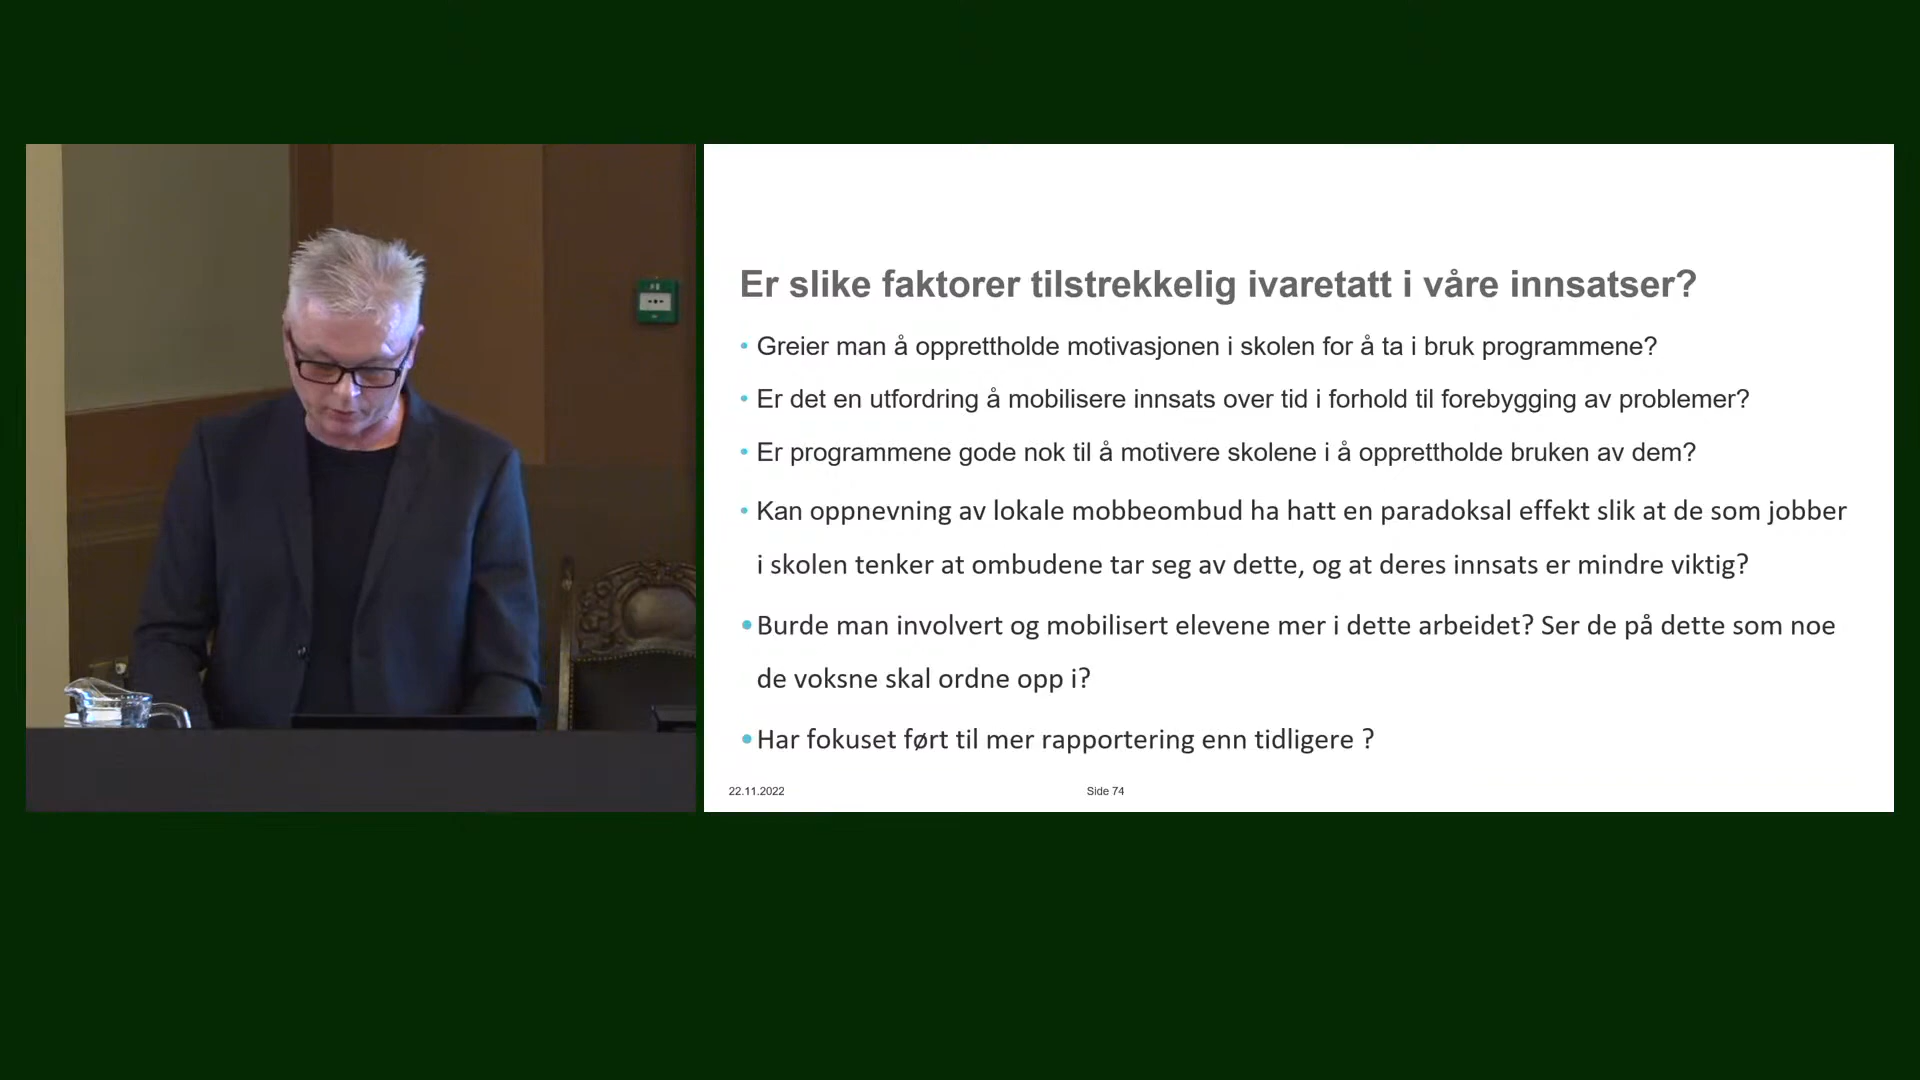 Er slike faktorer tilstrekkelig ivaretatt i våre innsatser?
• Greier man å opprettholde motivasjonen i skolen for å ta i bruk programmene?
• Er det en utfordring å mobilisere innsats over tid i forhold til forebygging av problemer?
• Er programmene gode nok til å motivere skolene i å opprettholde bruken av dem?
• Kan oppnevning av lokale mobbeombud ha hatt en paradoksal effekt slik at de som jobber
i skolen tenker at ombudene tar seg av dette, og at deres innsats er mindre viktig?
• Burde man involvert og mobilisert elevene mer i dette arbeidet? Ser de på dette som noe
de voksne skal ordne opp i?
• Har fokuset ført til mer rapportering enn tidligere ?
22.11.2022
Side 74